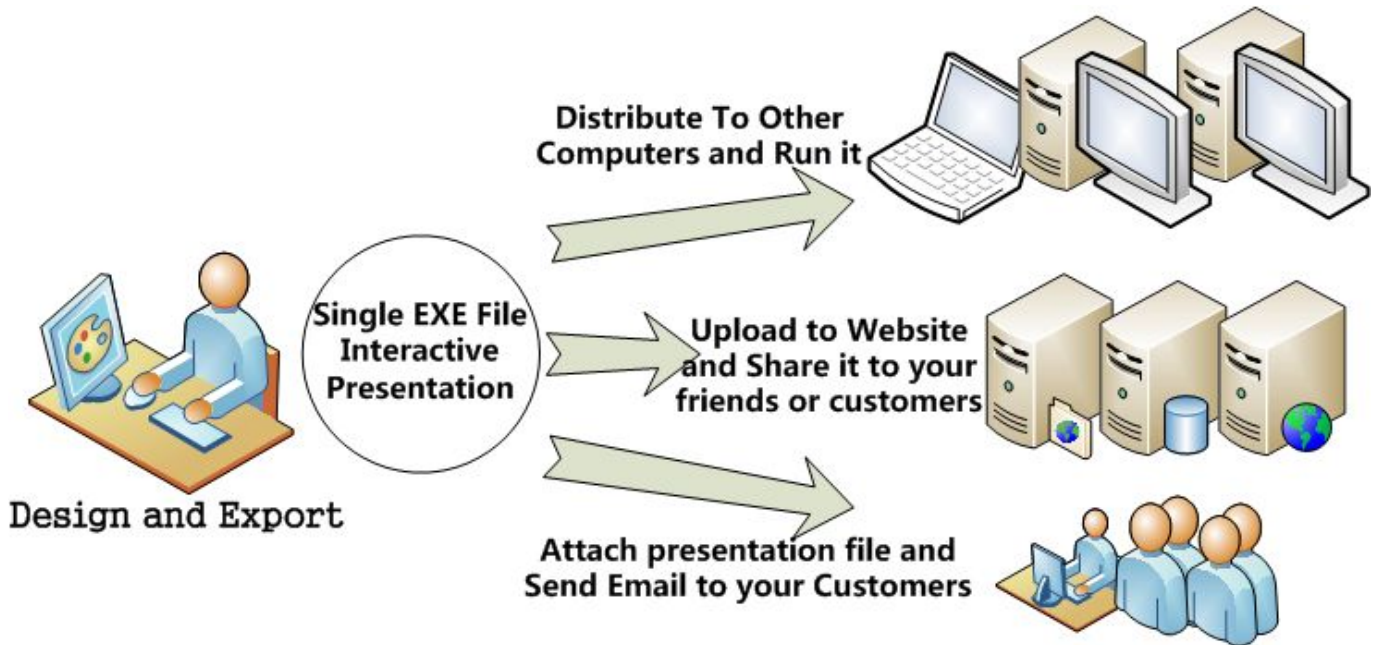 Distribute To Other
Computers and Run it
Single EXE File
Interactive
Presentation
Upload to Website
and Share it to your
friends or customers
Design and Export
Attach presentation file and
Send Email to your Customers